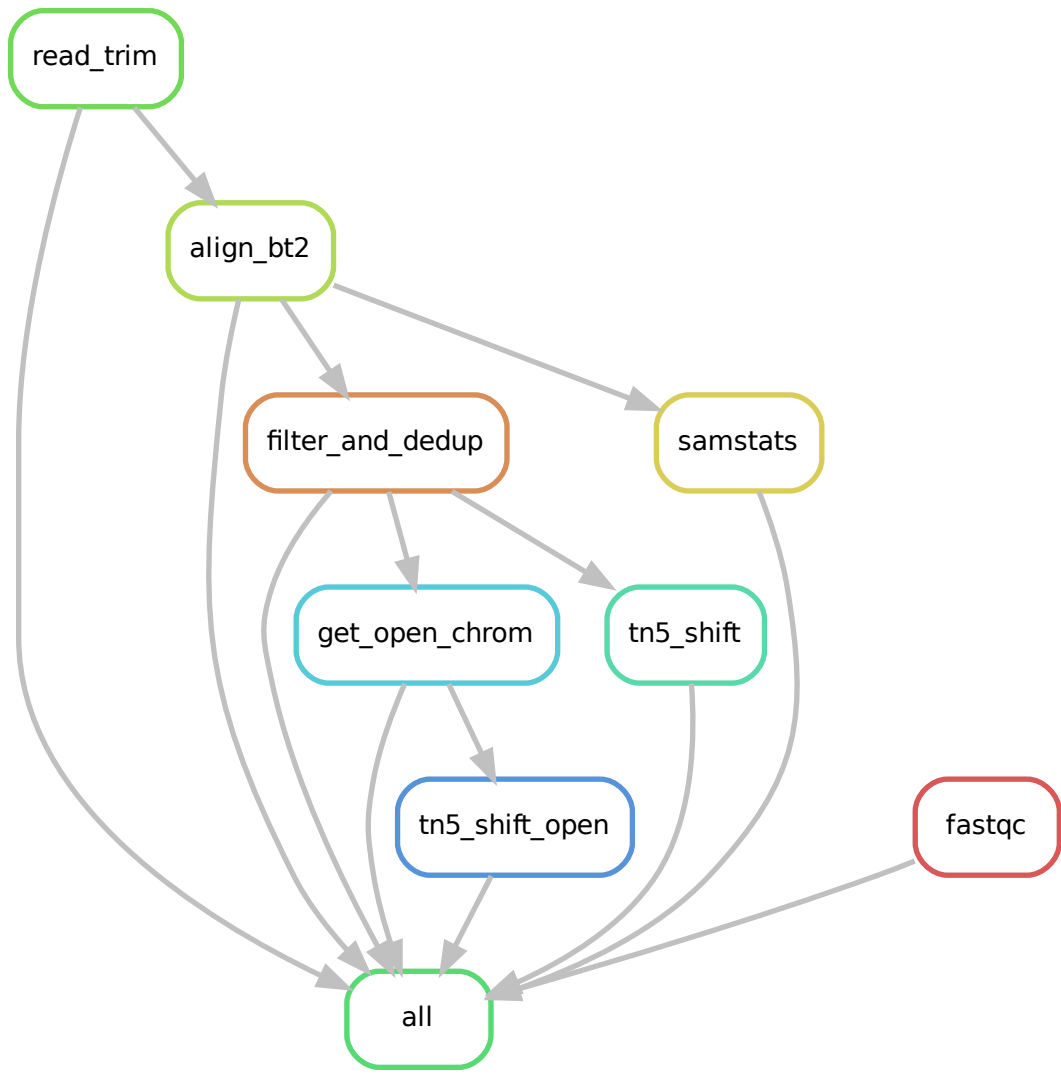 read_trim
align_bt2
filter_and_dedup
samstats
get_open_chrom
tn5_shift
tn5_shift_open
fastqc
all